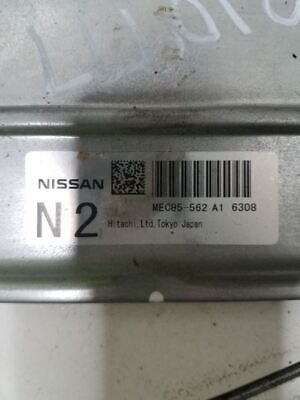 NISSAN
N2
MEC85-562 A1 6308
Hitachi,Ltd.Tokyo Japan